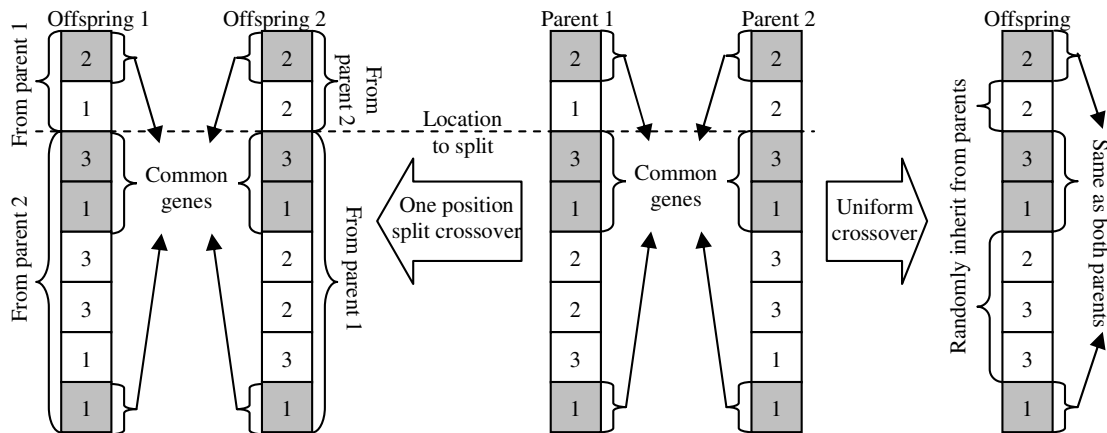 Offspring 1
Offspring 2
Parent 1
Parent 2
Offspring
From parent 1
From parent 2
2
1
3
1
3
3
1
1
Common
genes
2
2
3
1
2
2
3
1
From
parent 2
From parent 1
Location
to split
One position
split crossover
2
1
3
1
2
2
3
1
Common
genes
2
2
3
1
3
3
1
1
Uniform
crossover
Randomly inherit from parents
2
2
3
1
2
3
3
1
Same as both parents